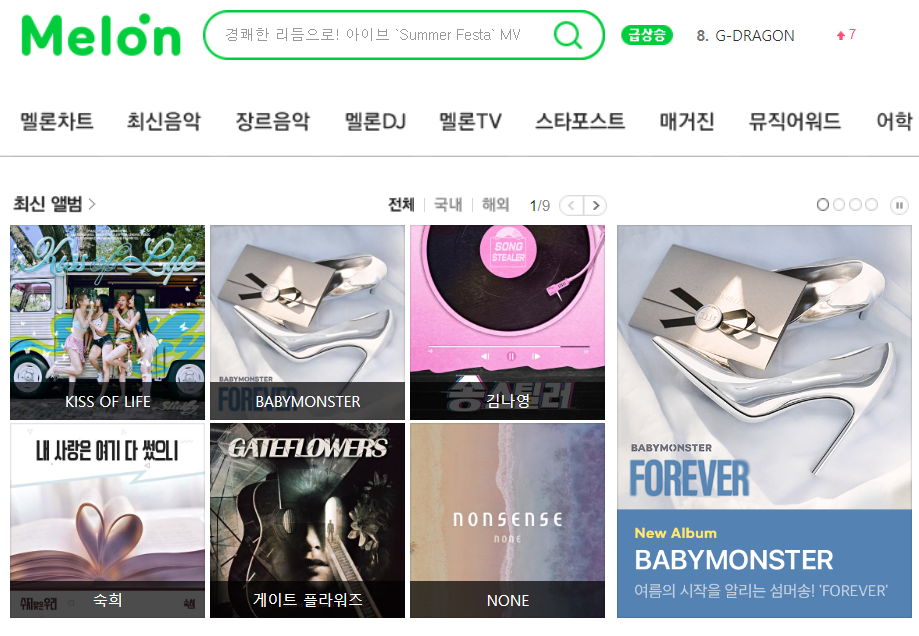 Melon
경쾌한 리듬으로! 아이브 `Summer Festa` MV
급상승
8. G-DRAGON
7
멜론차트 최신음악 장르음악 멜론DJ 멜론TV 스타포스트 매거진 뮤직어워드 어학
최신 앨범 >
전체 국내 해외 1/9 < >
Kiss of Life
KISS OF LIFE
BABYMONSTER
FOREVER
BABYMONSTER
SONG
STEALER
송스틸러
김나영
내 사랑은 여기 다 썼으니
숙희
GATEFLOWERS
게이트 플라워즈
NONSENSE
NONE
NONE
BABYMONSTER
FOREVER
New Album
BABYMONSTER
여름의 시작을 알리는 섬머송! 'FOREVER'